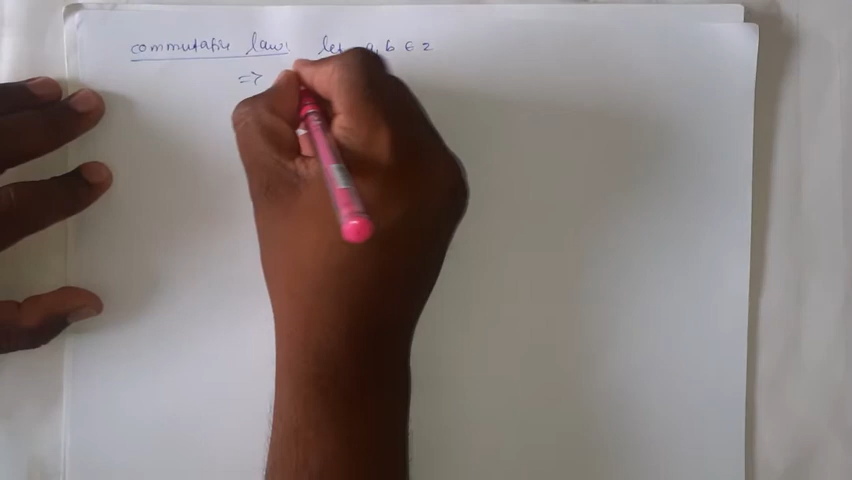 commutative law: let a, b ∈ z
=>